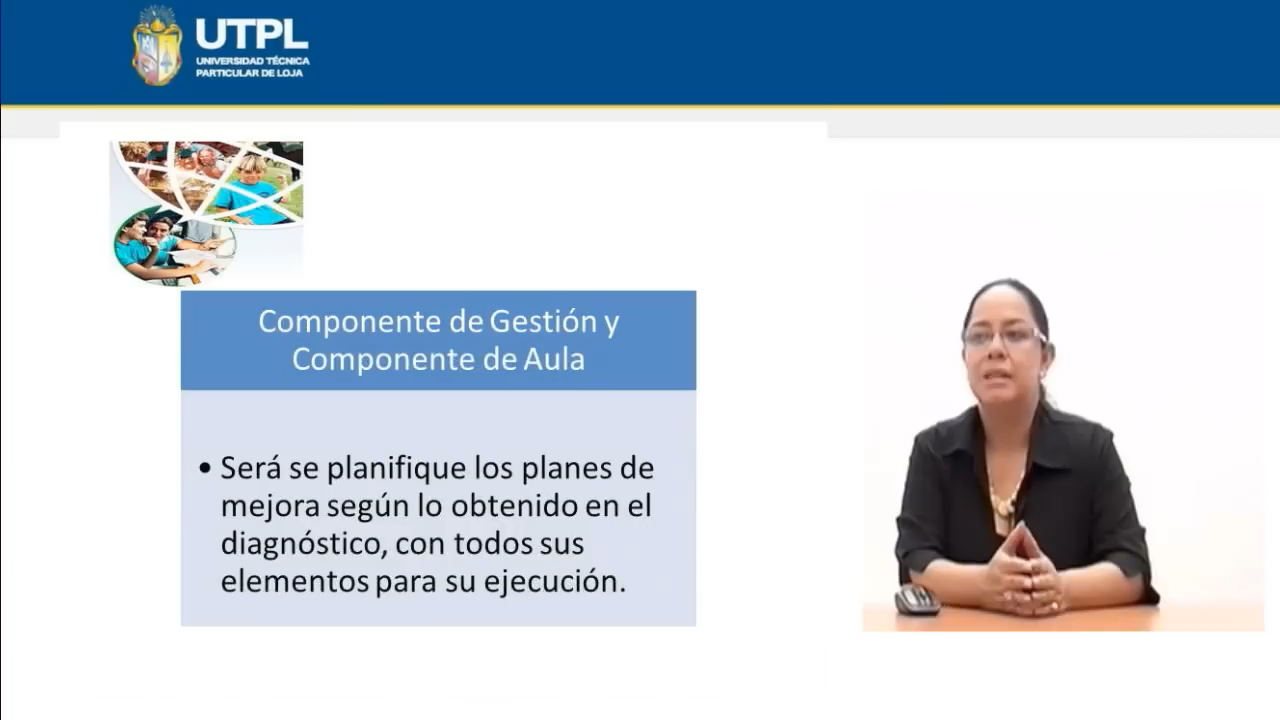 UTPL
UNIVERSIDAD TÉCNICA
PARTICULAR DE LOJA
Componente de Gestión y
Componente de Aula
• Será se planifique los planes de
mejora según lo obtenido en el
diagnóstico, con todos sus
elementos para su ejecución.